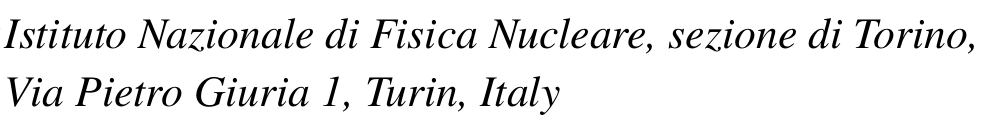 Istituto Nazionale di Fisica Nucleare, sezione di Torino,
Via Pietro Giuria 1, Turin, Italy